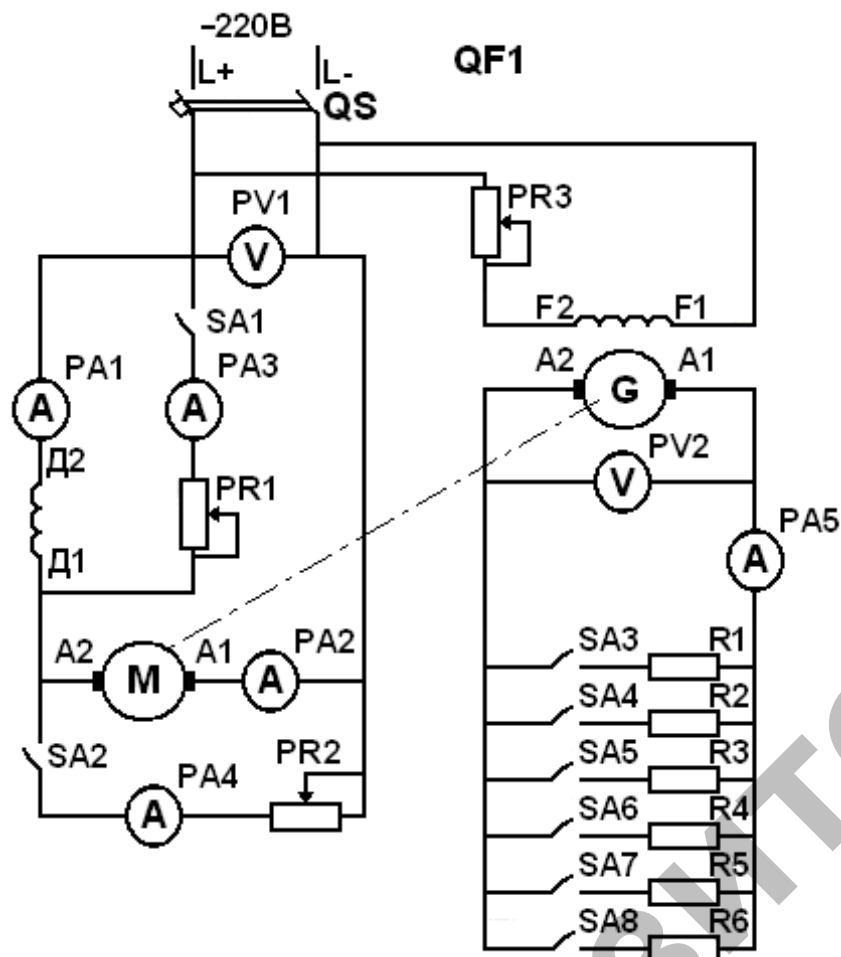 –220В
L+ L- QF1
QS
PV1 PR3
V
SA1 F2 F1
PA1 PA3 A2 A1
A A G
Д2 PV2
PR1 V
Д1 PA5
A
A2 A1 PA2 SA3 R1
M A
SA4 R2
SA2 PA4 PR2 SA5 R3
A SA6 R4
SA7 R5
SA8 R6
ВИТЕ